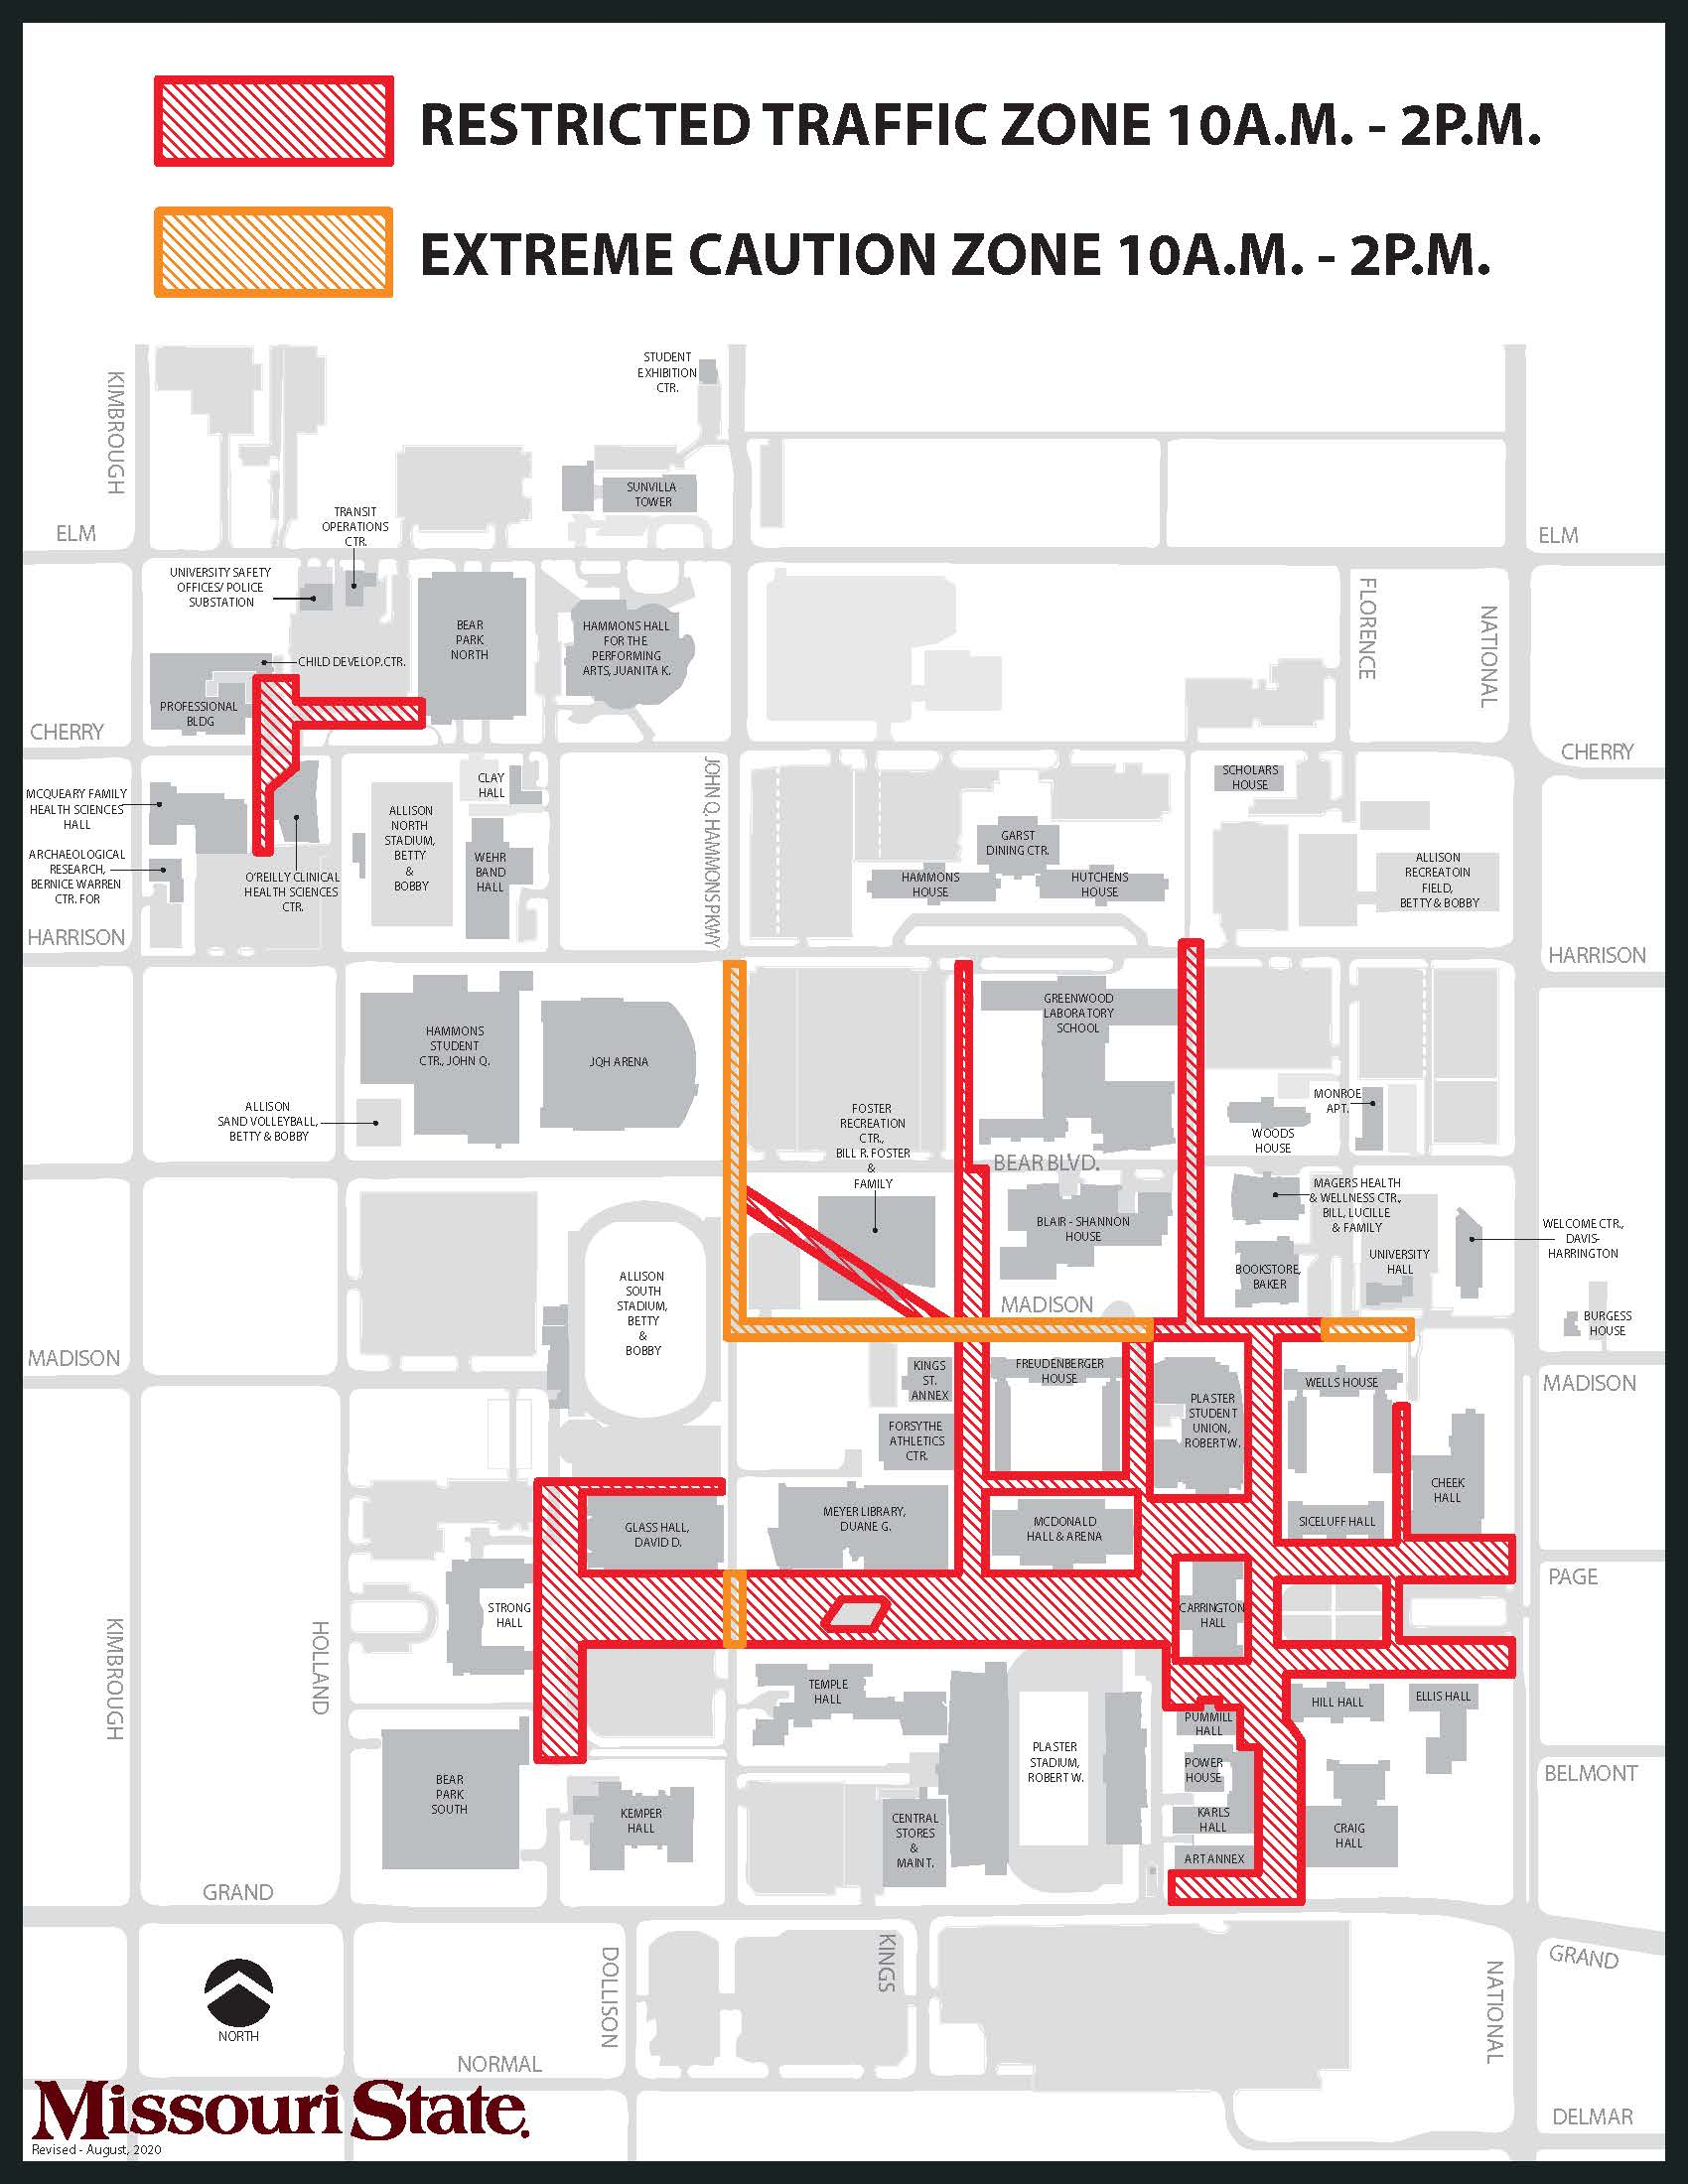 RESTRICTED TRAFFIC ZONE 10A.M. - 2P.M.
EXTREME CAUTION ZONE 10A.M. - 2P.M.
KIMBROUGH
STUDENT
EXHIBITION
CTR.
SUNVILLA
TOWER
ELM
ELM
TRANSIT
OPERATIONS
CTR.
UNIVERSITY SAFETY
OFFICES/ POLICE
SUBSTATION
BEAR
PARK
NORTH
HAMMONS HALL
FOR THE
PERFORMING
ARTS, JUANITA K.
FLORENCE
NATIONAL
CHILD DEVELOP.CTR.
PROFESSIONAL
BLDG
CHERRY
CHERRY
MCQUEARY FAMILY
HEALTH SCIENCES
HALL
CLAY
HALL
JOHN Q. HAMMONS PKWY
SCHOLARS
HOUSE
ALLISON
NORTH
STADIUM,
BETTY
&
BOBBY
GARST
DINING CTR.
ARCHAEOLOGICAL
RESEARCH,
BERNICE WARREN
CTR. FOR
O'REILLY CLINICAL
HEALTH SCIENCES
CTR.
WEHR
BAND
HALL
HAMMONS
HOUSE
HUTCHENS
HOUSE
ALLISON
RECREATOIN
FIELD,
BETTY & BOBBY
HARRISON
HARRISON
HAMMONS
STUDENT
CTR., JOHN Q.
JQH ARENA
GREENWOOD
LABORATORY
SCHOOL
ALLISON
SAND VOLLEYBALL,
BETTY & BOBBY
FOSTER
RECREATION
CTR.,
BILL R. FOSTER
&
FAMILY
MONROE
APT.
WOODS
HOUSE
BEAR BLVD.
MAGERS HEALTH
& WELLNESS CTR.,
BILL, LUCILLE
& FAMILY
BLAIR - SHANNON
HOUSE
WELCOME CTR.,
DAVIS-
HARRINGTON
UNIVERSITY
HALL
BOOKSTORE,
BAKER
ALLISON
SOUTH
STADIUM,
BETTY
&
BOBBY
MADISON
BURGESS
HOUSE
MADISON
MADISON
KINGS
ST.
ANNEX
FREUDENBERGER
HOUSE
WELLS HOUSE
PLASTER
STUDENT
UNION,
ROBERT W.
FORSYTHE
ATHLETICS
CTR.
CHEEK
HALL
GLASS HALL,
DAVID D.
MEYER LIBRARY,
DUANE G.
MCDONALD
HALL & ARENA
SICELUFF HALL
PAGE
KIMBROUGH
HOLLAND
STRONG
HALL
CARRINGTON
HALL
TEMPLE
HALL
HILL HALL
ELLIS HALL
PUMMILL
HALL
BEAR
PARK
SOUTH
PLASTER
STADIUM,
ROBERT W.
POWER
HOUSE
BELMONT
KEMPER
HALL
CENTRAL
STORES
&
MAINT.
KARLS
HALL
CRAIG
HALL
ART ANNEX
GRAND
GRAND
NORTH
DOLLISON
KINGS
NATIONAL
NORMAL
DELMAR
MISSOURI STATE.
Revised - August, 2020